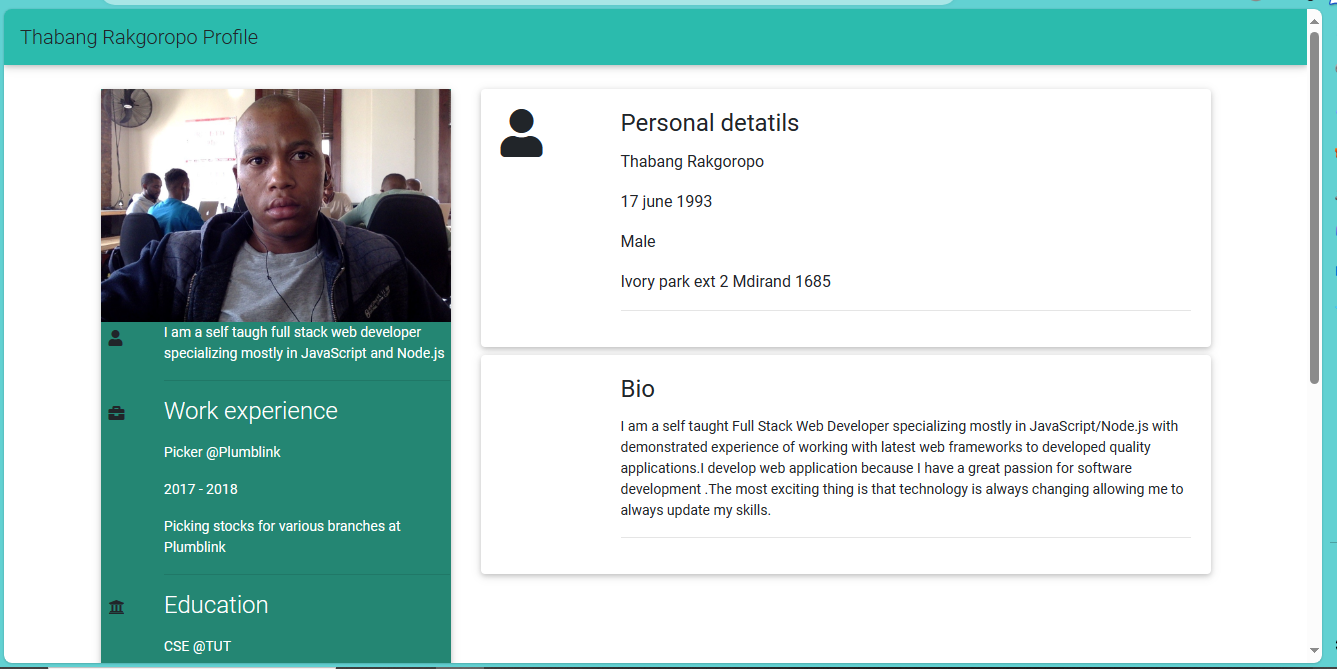 Thabang Rakgoropo Profile
I am a self taugh full stack web developer
specializing mostly in JavaScript and Node.js
Work experience
Picker @Plumblink
2017 - 2018
Picking stocks for various branches at
Plumblink
Education
CSE @TUT
Personal detatils
Thabang Rakgoropo
17 june 1993
Male
Ivory park ext 2 Mdirand 1685
Bio
I am a self taught Full Stack Web Developer specializing mostly in JavaScript/Node.js with
demonstrated experience of working with latest web frameworks to developed quality
applications.I develop web application because I have a great passion for software
development .The most exciting thing is that technology is always changing allowing me to
always update my skills.